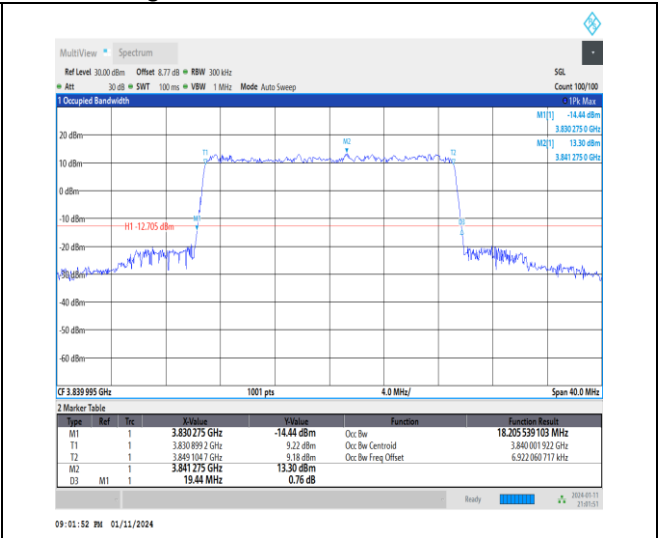 MultiView Spectrum
Ref Level 30.00 dBm Offset 8.77 dB RBW 300 kHz SGL
Att 30 dB SWT 100 ms VBW 1 MHz Mode Auto Sweep Count 100/100
1 Occupied Bandwidth 1Pk Max
M1[1] -14.44 dBm
3.830 275 0 GHz
M2[1] 13.30 dBm
3.841 275 0 GHz
20 dBm
M2
T1 T2
10 dBm
0 dBm
-10 dBm
H1 -12.705 dBm
M1 D3
-20 dBm
-30 dBm
-40 dBm
-50 dBm
-60 dBm
CF 3.839 995 GHz 1001 pts 4.0 MHz/ Span 40.0 MHz
2 Marker Table
Type Ref Trc X-Value Y-Value Function Function Result
M1 1 3.830 275 GHz -14.44 dBm Occ Bw 18.205 539 103 MHz
T1 1 3.830 899 2 GHz 9.22 dBm Occ Bw Centroid 3.840 001 922 GHz
T2 1 3.849 104 7 GHz 9.18 dBm Occ Bw Freq Offset 6.922 060 717 kHz
M2 1 3.841 275 GHz 13.30 dBm
D3 M1 1 19.44 MHz 0.76 dB
Ready 2024-01-11
21:01:51
09:01:52 PM 01/11/2024